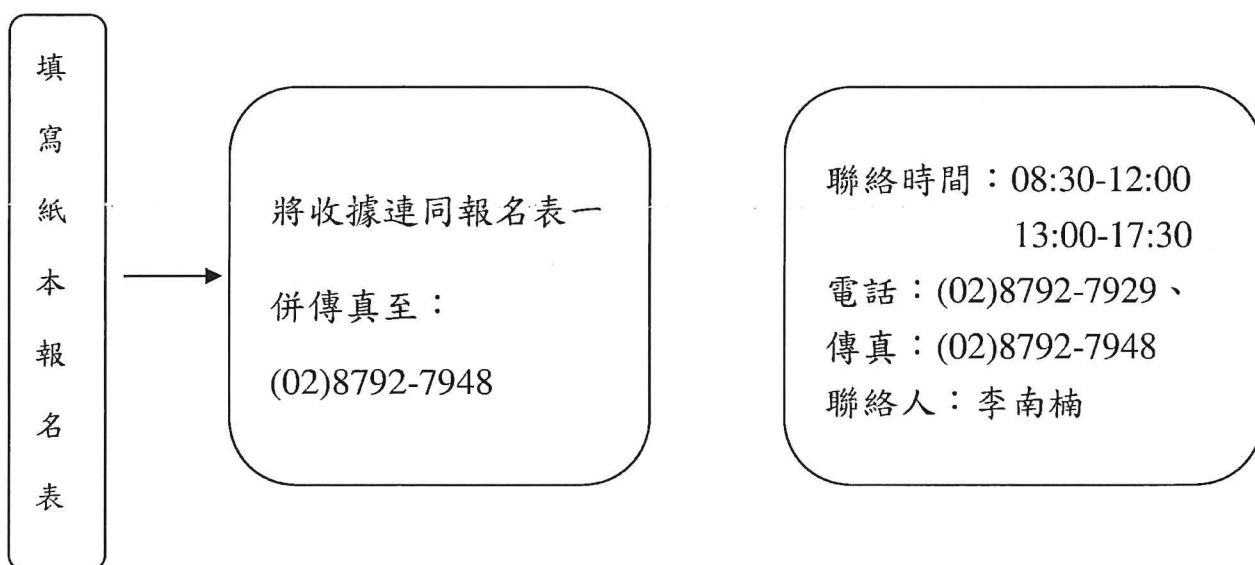 填寫紙本報名表
將收據連同報名表一
併傳真至：
(02)8792-7948
聯絡時間：08:30-12:00
13:00-17:30
電話：(02)8792-7929、
傳真：(02)8792-7948
聯絡人：李南楠